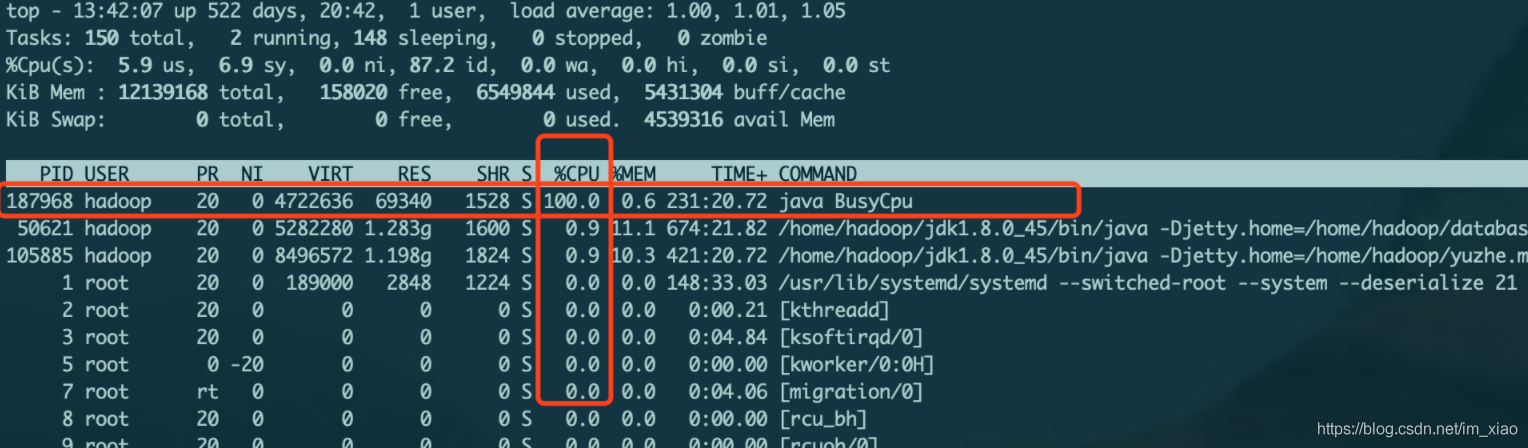 top - 13:42:07 up 522 days, 20:42,  1 user,  load average: 1.00, 1.01, 1.05
Tasks: 150 total,   2 running, 148 sleeping,   0 stopped,   0 zombie
%Cpu(s):  5.9 us,  6.9 sy,  0.0 ni, 87.2 id,  0.0 wa,  0.0 hi,  0.0 si,  0.0 st
KiB Mem : 12139168 total,   158020 free,  6549844 used,  5431304 buff/cache
KiB Swap:        0 total,        0 free,        0 used.  4539316 avail Mem
PID USER      PR  NI    VIRT    RES    SHR S  %CPU %MEM     TIME+ COMMAND
187968 hadoop    20   0 4722636  69340   1528 S 100.0  0.6 231:20.72 java BusyCpu
50621 hadoop    20   0 5282280 1.283g   1600 S   0.9 11.1 674:21.82 /home/hadoop/jdk1.8.0_45/bin/java -Djetty.home=/home/hadoop/databas
105885 hadoop    20   0 8496572 1.198g   1824 S   0.9 10.3 421:20.72 /home/hadoop/jdk1.8.0_45/bin/java -Djetty.home=/home/hadoop/yuzhe.m
1 root      20   0  189000   2848   1224 S   0.0  0.0 148:33.03 /usr/lib/systemd/systemd --switched-root --system --deserialize 21
2 root      20   0       0      0      0 S   0.0  0.0   0:00.21 [kthreadd]
3 root      20   0       0      0      0 S   0.0  0.0   0:04.84 [ksoftirqd/0]
5 root       0 -20       0      0      0 S   0.0  0.0   0:00.00 [kworker/0:0H]
7 root      rt   0       0      0      0 S   0.0  0.0   0:04.06 [migration/0]
8 root      20   0       0      0      0 S   0.0  0.0   0:00.00 [rcu_bh]
9 root      20   0       0      0      0 S   0.0  0.0   0:00.00 [rcuob/0]
https://blog.csdn.net/im_xiao